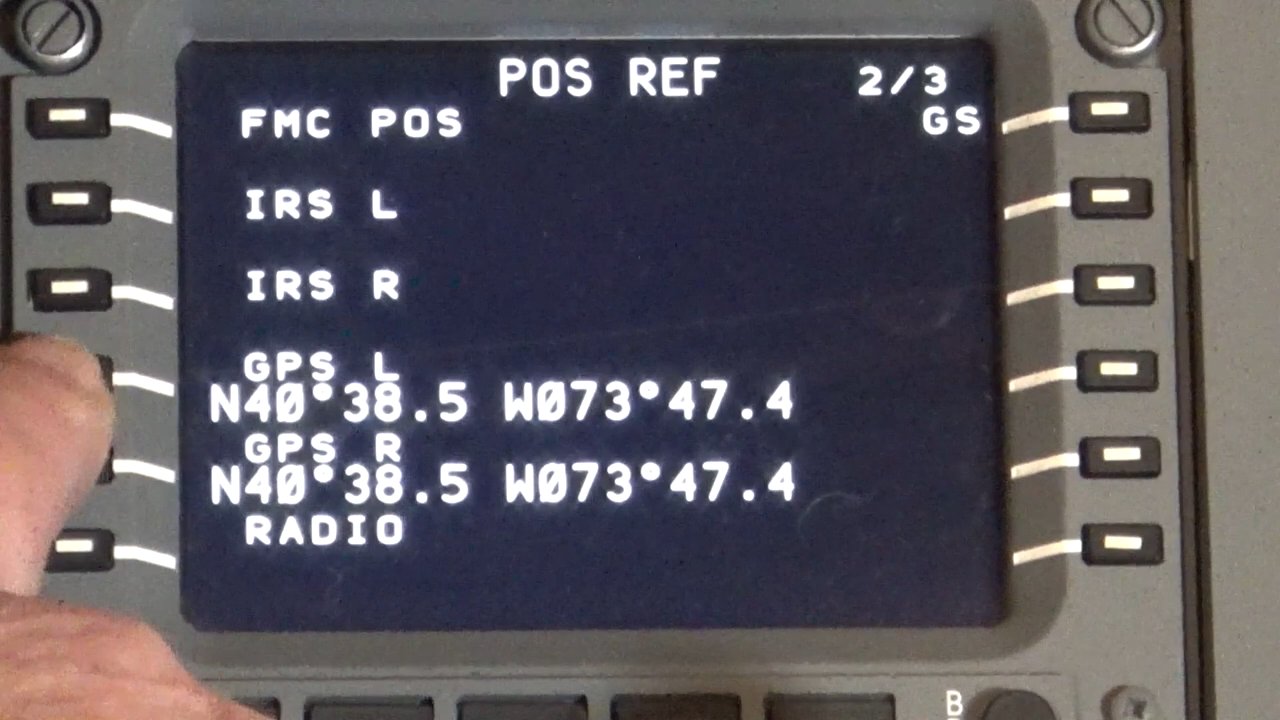 POS REF 2/3
FMC POS GS
IRS L
IRS R
GPS L
N40°38.5 W073°47.4
GPS R
N40°38.5 W073°47.4
RADIO
B